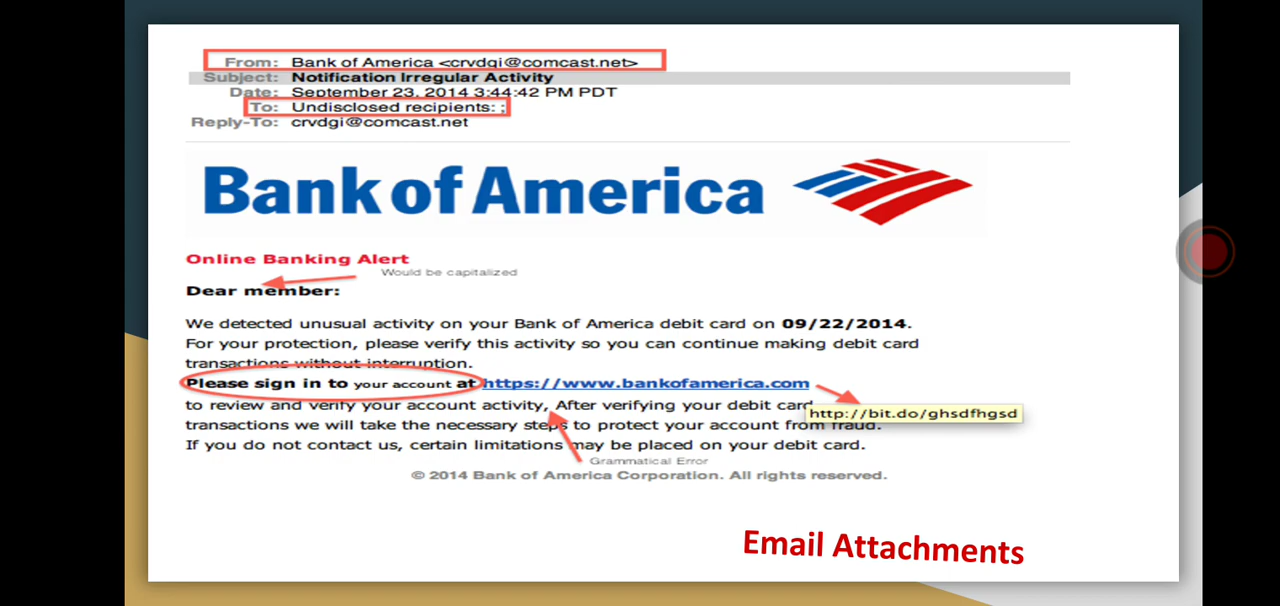 From: Bank of America <crvdgi@comcast.net>
Subject: Notification Irregular Activity
Date: September 23, 2014 3:44:42 PM PDT
To: Undisclosed recipients: ;
Reply-To: crvdgi@comcast.net
Bank of America
Online Banking Alert
Would be capitalized
Dear member:
We detected unusual activity on your Bank of America debit card on 09/22/2014.
For your protection, please verify this activity so you can continue making debit card
transactions without interruption.
Please sign in to your account at https://www.bankofamerica.com
to review and verify your account activity, After verifying your debit card
http://bit.do/ghsdfhgsd
transactions we will take the necessary steps to protect your account from fraud.
If you do not contact us, certain limitations may be placed on your debit card.
Grammatical Error
© 2014 Bank of America Corporation. All rights reserved.
Email Attachments